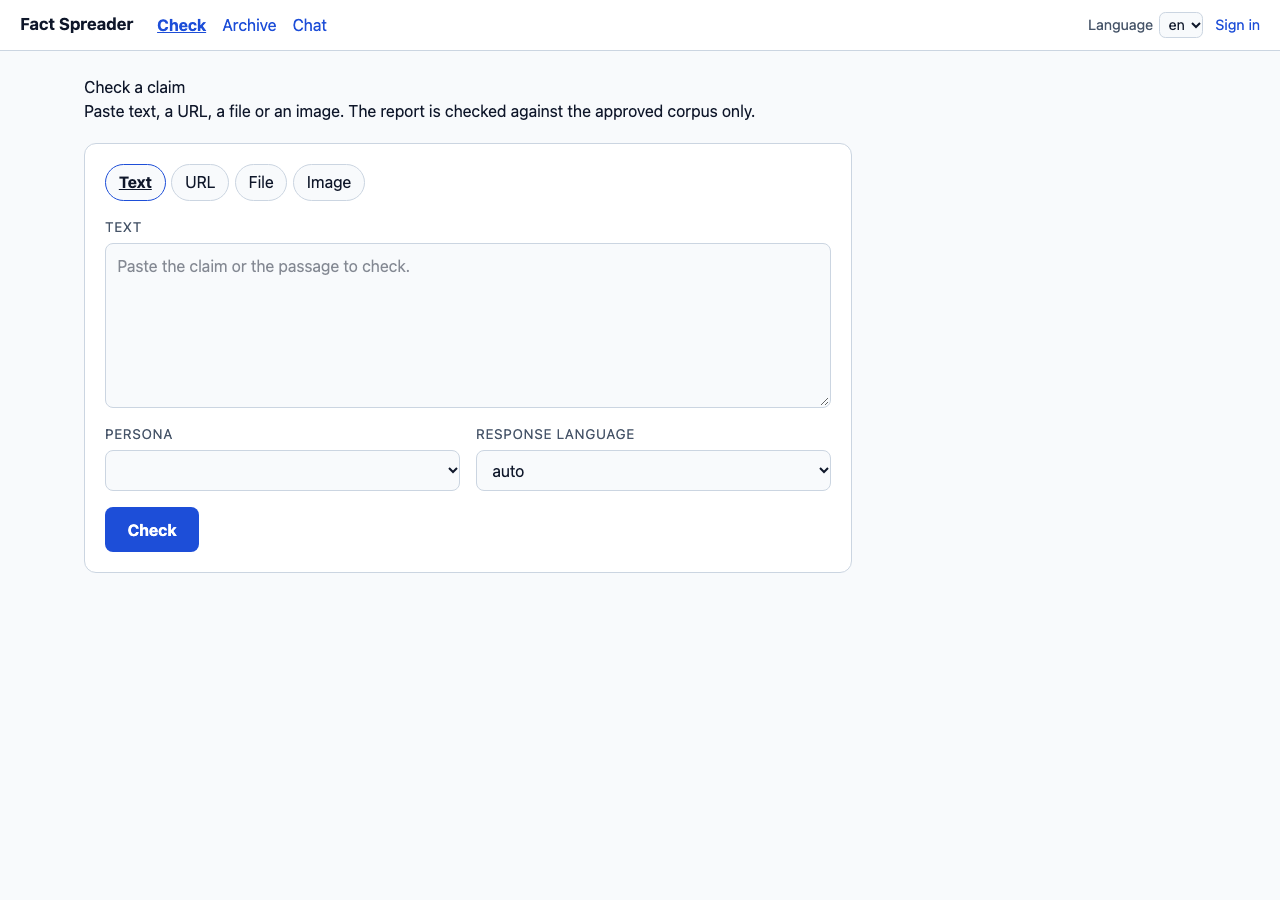 Fact Spreader Check Archive Chat Language en Sign in
Check a claim
Paste text, a URL, a file or an image. The report is checked against the approved corpus only.
Text URL File Image
TEXT
Paste the claim or the passage to check.
PERSONA RESPONSE LANGUAGE
auto
Check